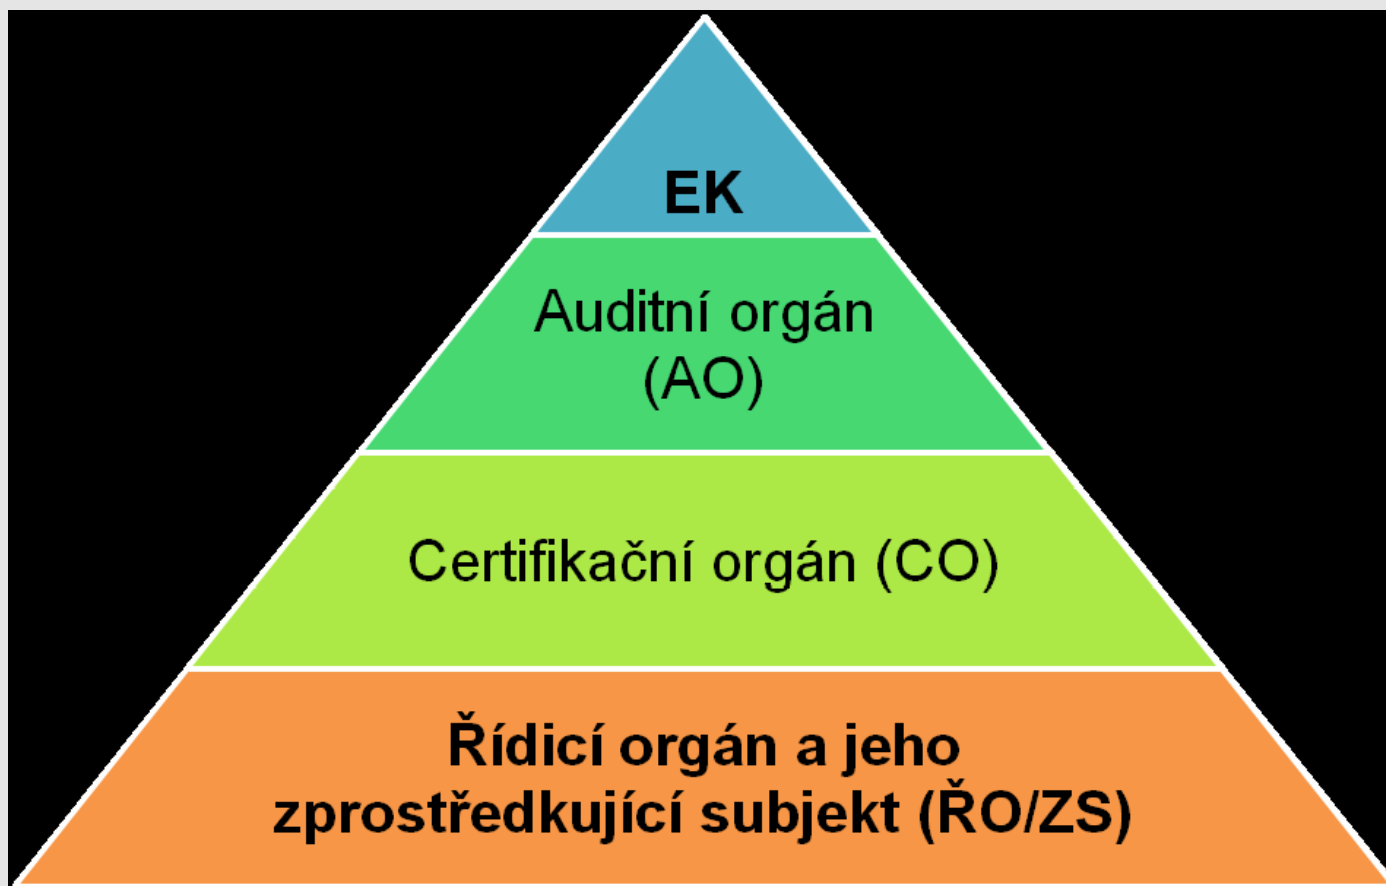 EK
Auditní orgán
(AO)
Certifikační orgán (CO)
Řídicí orgán a jeho
zprostředkující subjekt (ŘO/ZS)